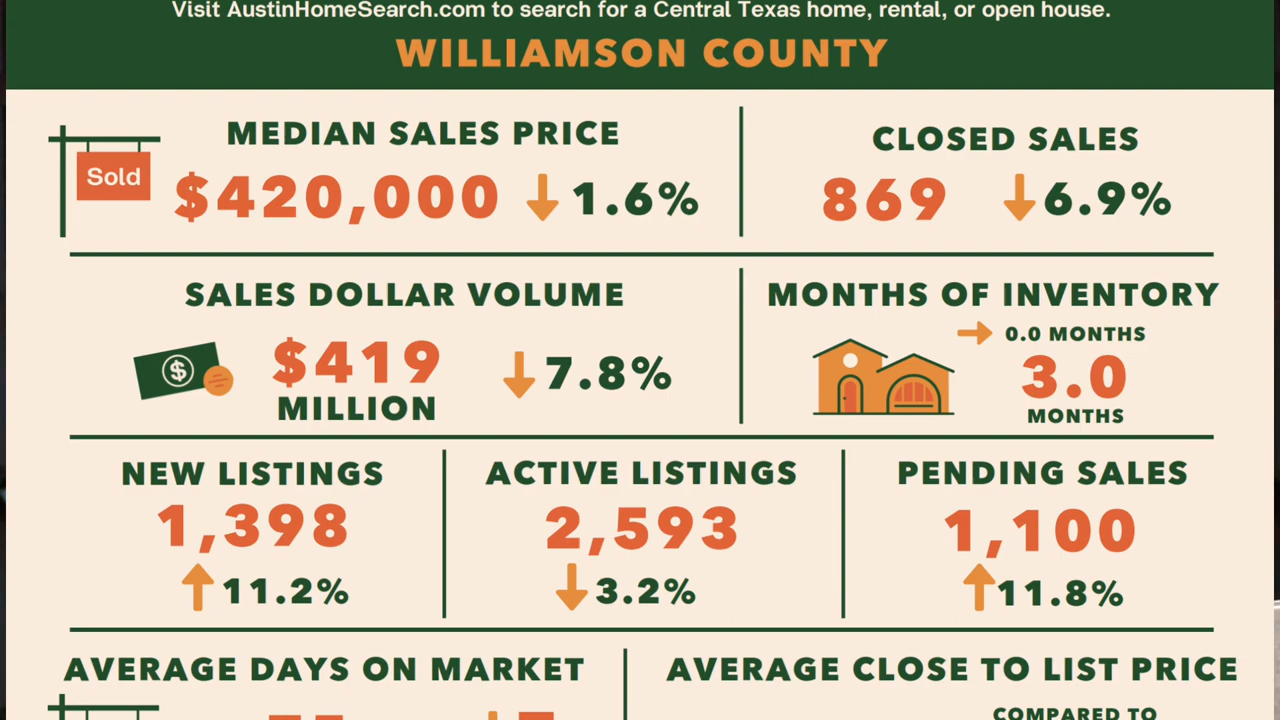 Visit AustinHomeSearch.com to search for a Central Texas home, rental, or open house.
WILLIAMSON COUNTY
MEDIAN SALES PRICE
Sold
$420,000 1.6%
CLOSED SALES
869 6.9%
SALES DOLLAR VOLUME
$419
MILLION
7.8%
MONTHS OF INVENTORY
0.0 MONTHS
3.0
MONTHS
NEW LISTINGS
1,398
11.2%
ACTIVE LISTINGS
2,593
3.2%
PENDING SALES
1,100
11.8%
AVERAGE DAYS ON MARKET
AVERAGE CLOSE TO LIST PRICE
COMPARED TO